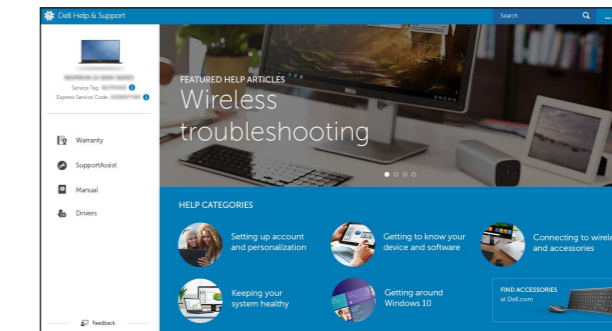 Dell Help & Support
Search
Service Tag:
Express Service Code:
Warranty
SupportAssist
Manual
Drivers
Feedback
FEATURED HELP ARTICLES
Wireless
troubleshooting
HELP CATEGORIES
Setting up account
and personalization
Getting to know your
device and software
Connecting to wirele
and accessories
Keeping your
system healthy
Getting around
Windows 10
FIND ACCESSORIES
at Dell.com